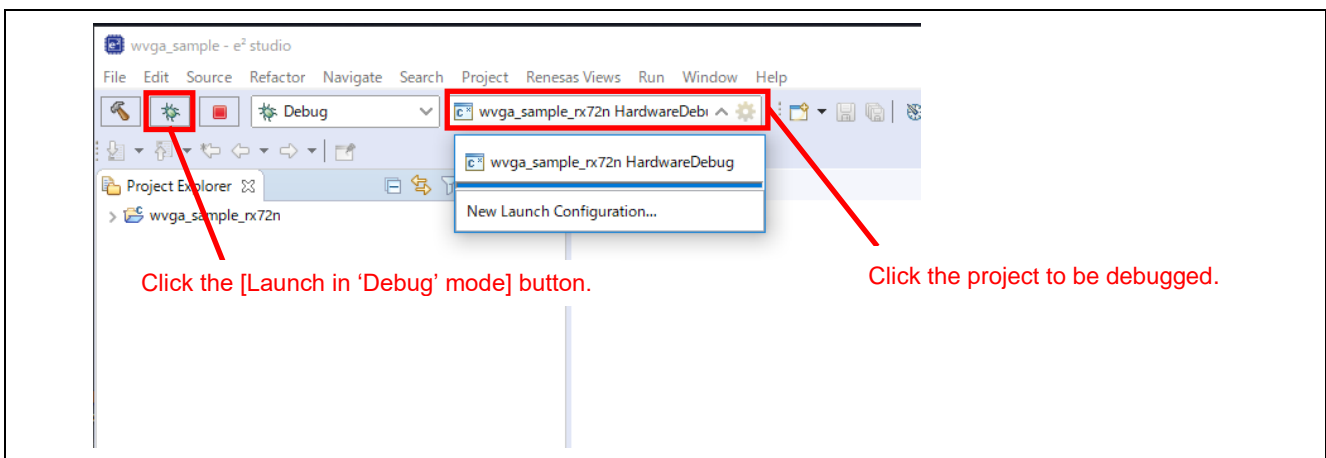 wvga_sample - e² studio
File Edit Source Refactor Navigate Search Project Renesas Views Run Window Help
Debug
wvga_sample_rx72n HardwareDebu
wvga_sample_rx72n HardwareDebug
Project Explorer
New Launch Configuration...
wvga_sample_rx72n
Click the [Launch in ‘Debug’ mode] button.
Click the project to be debugged.